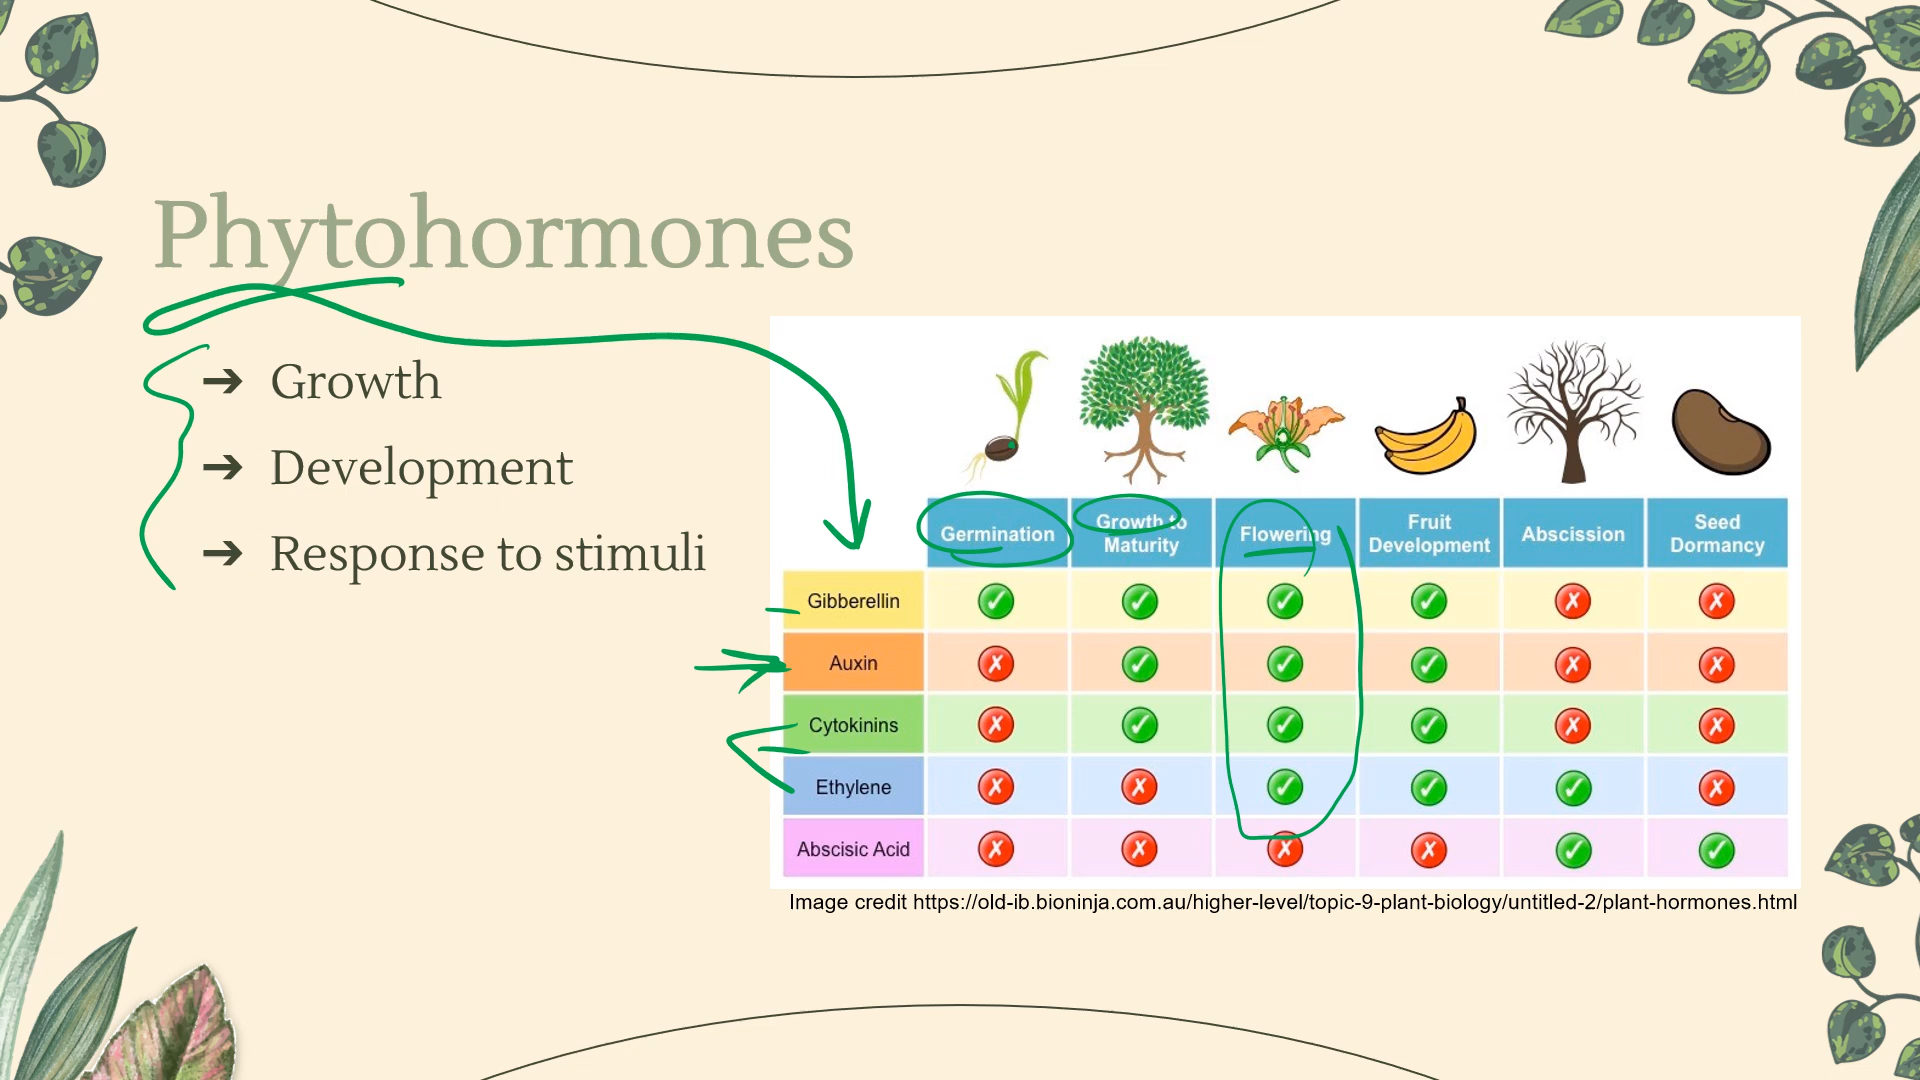 Phytohormones
➔ Growth
➔ Development
➔ Response to stimuli
Germination
Growth to
Maturity
Flowering
Fruit
Development
Abscission
Seed
Dormancy
Gibberellin ✓ ✓ ✓ ✓ ✗ ✗
Auxin ✗ ✓ ✓ ✓ ✗ ✗
Cytokinins ✗ ✓ ✓ ✓ ✗ ✗
Ethylene ✗ ✗ ✓ ✓ ✓ ✗
Abscisic Acid ✗ ✗ ✗ ✗ ✓ ✓
Image credit https://old-ib.bioninja.com.au/higher-level/topic-9-plant-biology/untitled-2/plant-hormones.html